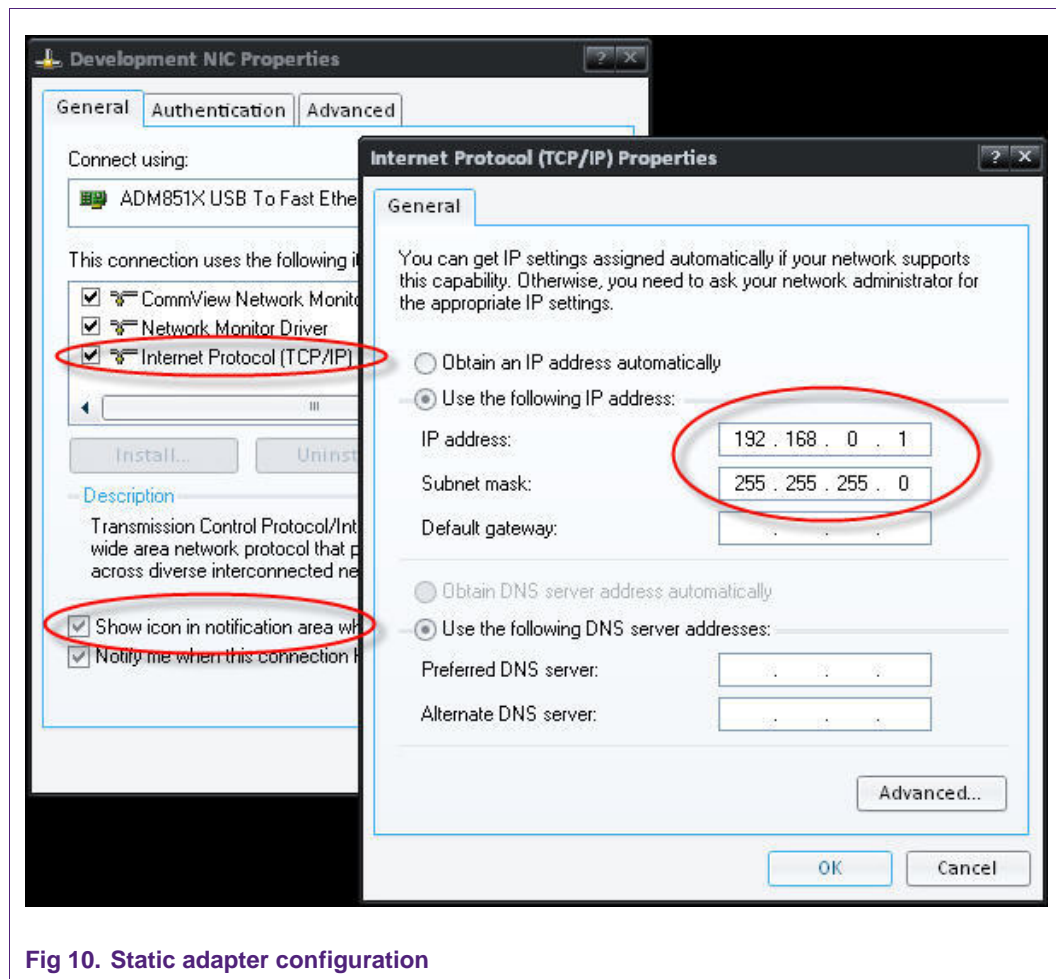 Development NIC Properties
General Authentication Advanced
Connect using:
ADM851X USB To Fast Ethe
This connection uses the following
CommView Network Monito
Network Monitor Driver
Internet Protocol (TCP/IP)
Install...
Uninst
Description
Transmission Control Protocol/Int
wide area network protocol that
across diverse interconnected ne
Show icon in notification area wh
Notify me when this connection
Internet Protocol (TCP/IP) Properties
General
You can get IP settings assigned automatically if your network supports
this capability. Otherwise, you need to ask your network administrator for
the appropriate IP settings.
Obtain an IP address automatically
Use the following IP address:
IP address: 192 . 168 . 0 . 1
Subnet mask: 255 . 255 . 255 . 0
Default gateway: . . .
Obtain DNS server address automatically
Use the following DNS server addresses:
Preferred DNS server: . . .
Alternate DNS server: . . .
Advanced...
OK Cancel
Fig 10. Static adapter configuration